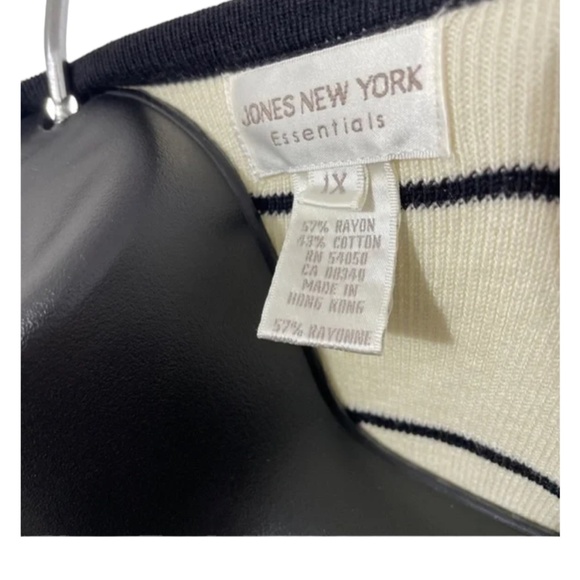 JONES NEW YORK
Essentials
1X
57% RAYON
43% COTTON
RN 54050
CA 08340
MADE IN
HONG KONG
57% RAYONNE